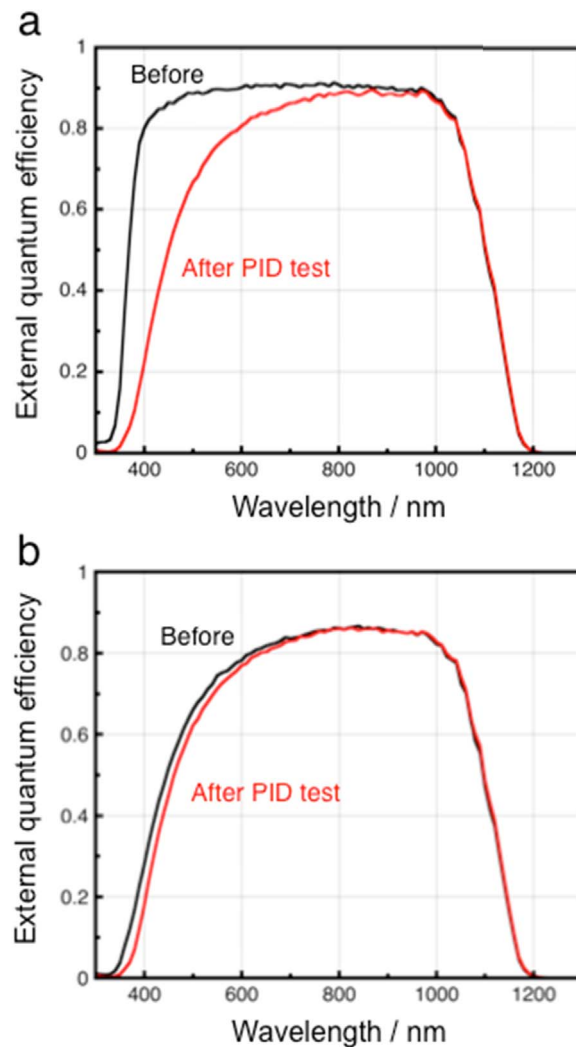 a
1
Before
0.8
0.6
After PID test
0.4
0.2
0
400 600 800 1000 1200
External quantum efficiency
Wavelength / nm
b
1
Before
0.8
0.6
After PID test
0.4
0.2
0
400 600 800 1000 1200
External quantum efficiency
Wavelength / nm